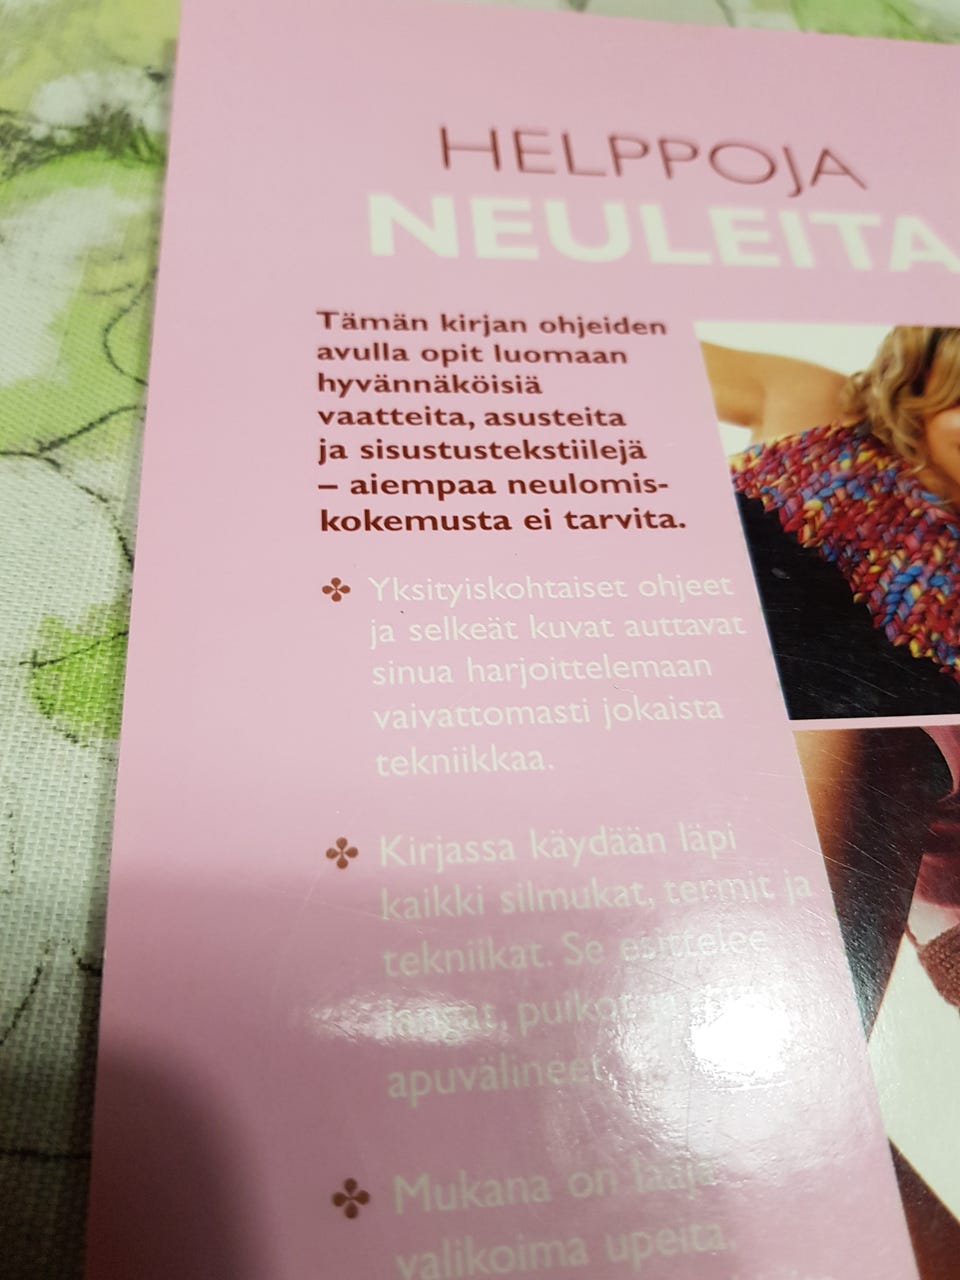 HELPPOJA
NEULEITA
Tämän kirjan ohjeiden
avulla opit luomaan
hyvännäköisiä
vaatteita, asusteita
ja sisustustekstiilejä
– aiempaa neulomis-
kokemusta ei tarvita.
Yksityiskohtaiset ohjeet
ja selkeät kuvat auttavat
sinua harjoittelemaan
vaivattomasti jokaista
tekniikkaa.
Kirjassa käydään läpi
kaikki silmukat, termit ja
tekniikat. Se esittelee
langat, puikot ja
apuvälineet
Mukana on laaja
valikoima upeita,